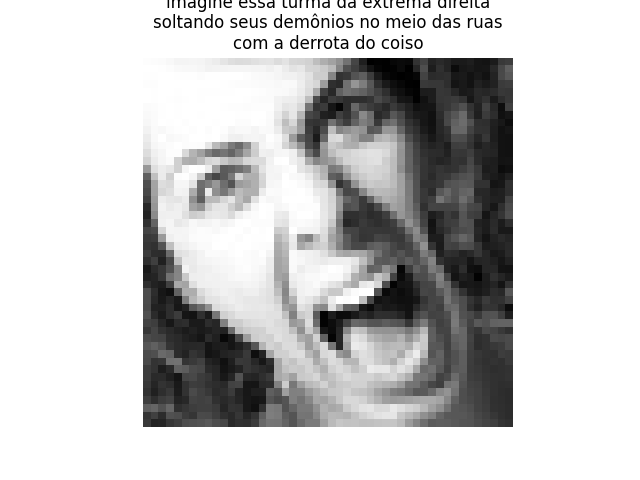 imagine essa turma da extrema direita
soltando seus demônios no meio das ruas
com a derrota do coiso